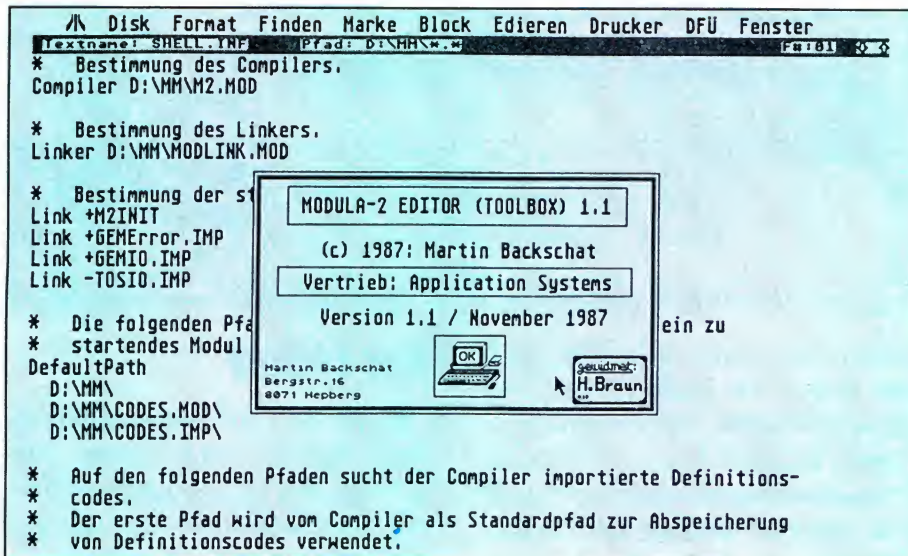 Disk Format Finden Marke Block Edieren Drucker DFÜ Fenster
Textname: SHELL.INF Pfad: D:\MM\*.* F#:01
* Bestimmung des Compilers.
Compiler D:\MM\M2.MOD
* Bestimmung des Linkers.
Linker D:\MM\MODLINK.MOD
* Bestimmung der st
Link +M2INIT
Link +GEMError.IMP
Link +GEMIO.IMP
Link -TOSIO.IMP
* Die folgenden Pfa ein zu
* startendes Modul
DefaultPath
D:\MM\
D:\MM\CODES.MOD\
D:\MM\CODES.IMP\
* Auf den folgenden Pfaden sucht der Compiler importierte Definitions-
* codes.
* Der erste Pfad wird vom Compiler als Standardpfad zur Abspeicherung
* von Definitionscodes verwendet.
MODULA-2 EDITOR (TOOLBOX) 1.1
(c) 1987: Martin Backschat
Vertrieb: Application Systems
Version 1.1 / November 1987
Martin Backschat
Bergstr.16
8071 Hepberg
OK
gewidmet:
H.Braun